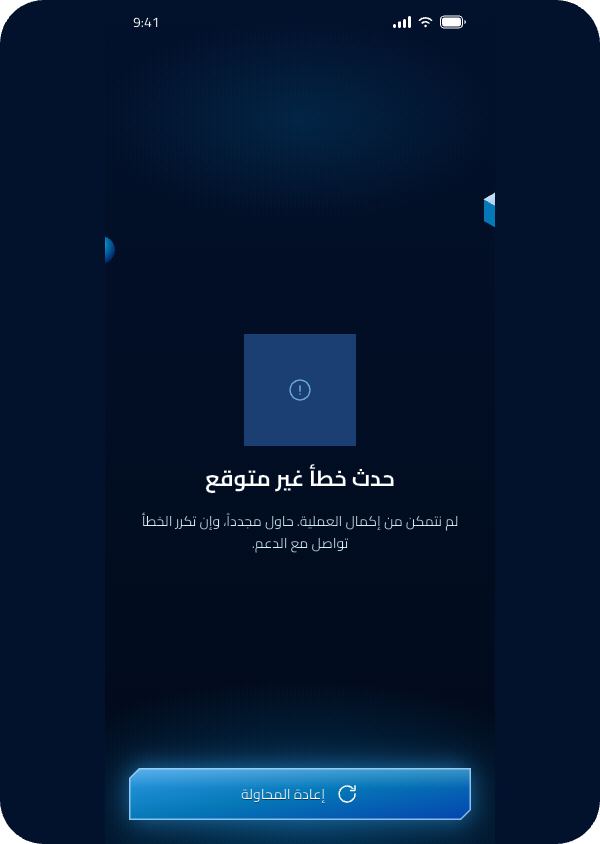 9:41
حدث خطأ غير متوقع
لم نتمكن من إكمال العملية. حاول مجدداً، وإن تكرر الخطأ
تواصل مع الدعم.
إعادة المحاولة